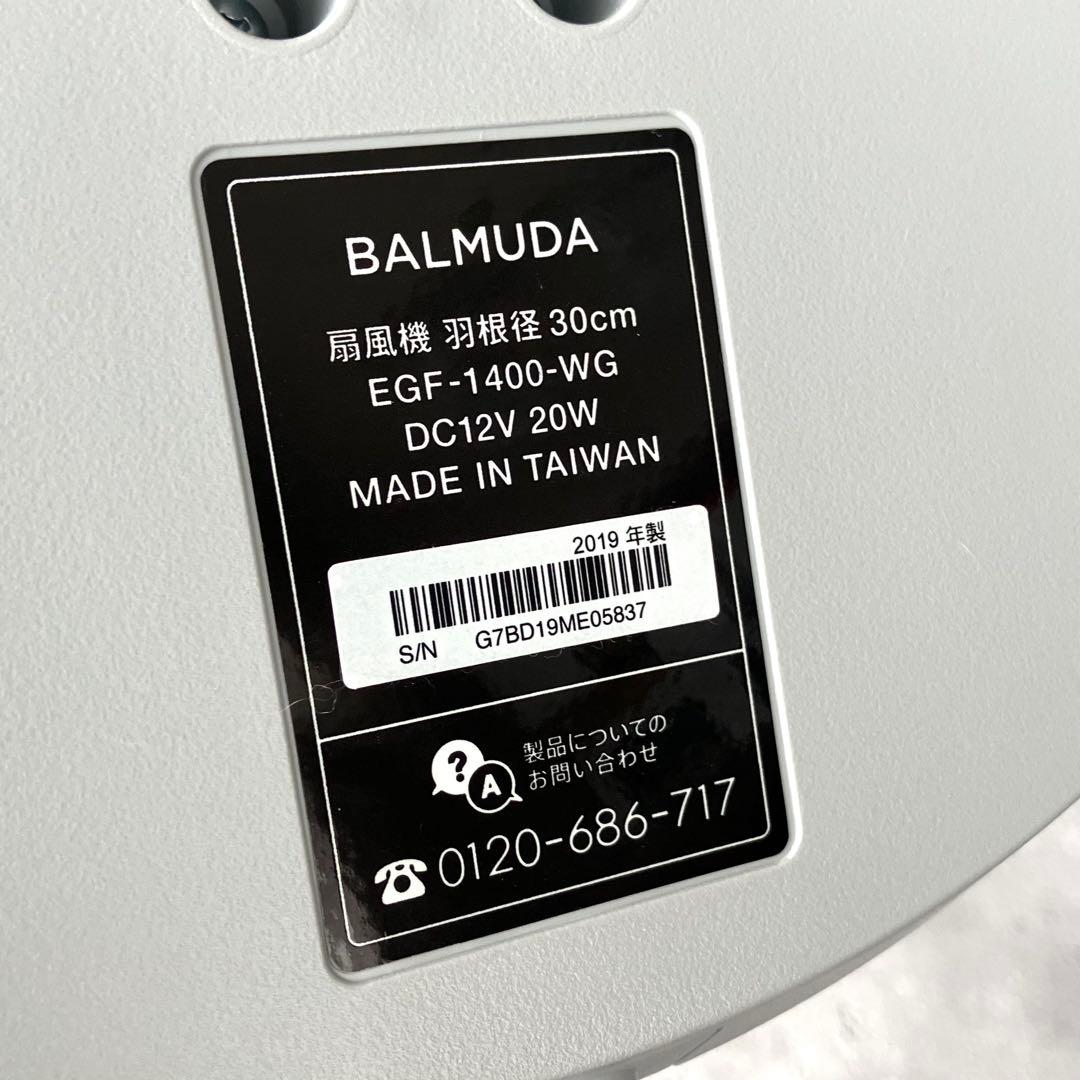 BALMUDA
扇風機 羽根径 30cm
EGF-1400-WG
DC12V 20W
MADE IN TAIWAN
2019 年製
S/N G7BD19ME05837
? 製品についての
A お問い合わせ
0120-686-717